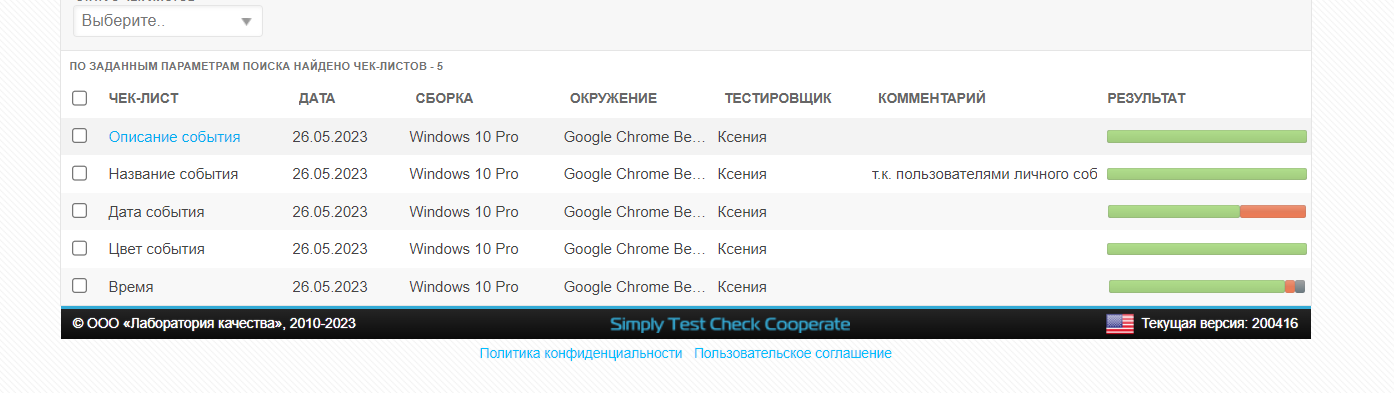 Выберите..
ПО ЗАДАННЫМ ПАРАМЕТРАМ ПОИСКА НАЙДЕНО ЧЕК-ЛИСТОВ - 5
ЧЕК-ЛИСТ ДАТА СБОРКА ОКРУЖЕНИЕ ТЕСТИРОВЩИК КОММЕНТАРИЙ РЕЗУЛЬТАТ
Описание события 26.05.2023 Windows 10 Pro Google Chrome Be... Ксения
Название события 26.05.2023 Windows 10 Pro Google Chrome Be... Ксения т.к. пользователями личного соб
Дата события 26.05.2023 Windows 10 Pro Google Chrome Be... Ксения
Цвет события 26.05.2023 Windows 10 Pro Google Chrome Be... Ксения
Время 26.05.2023 Windows 10 Pro Google Chrome Be... Ксения
© ООО «Лаборатория качества», 2010-2023 Simply Test Check Cooperate Текущая версия: 200416
Политика конфиденциальности Пользовательское соглашение